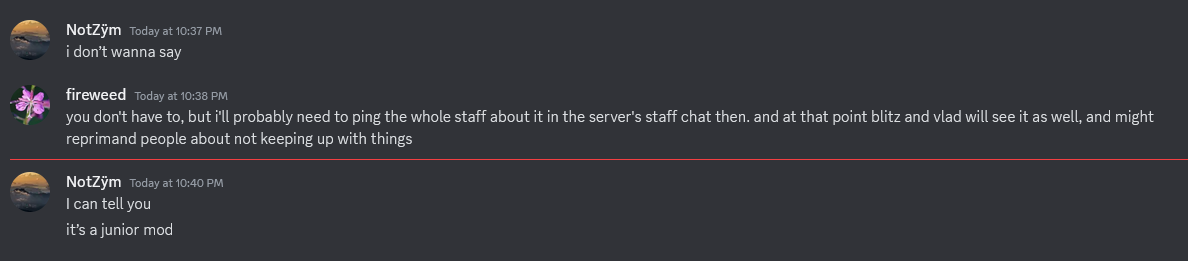 NotZÿm Today at 10:37 PM
i don't wanna say
fireweed Today at 10:38 PM
you don't have to, but i'll probably need to ping the whole staff about it in the server's staff chat then. and at that point blitz and vlad will see it as well, and might
reprimand people about not keeping up with things
NotZÿm Today at 10:40 PM
I can tell you
it's a junior mod